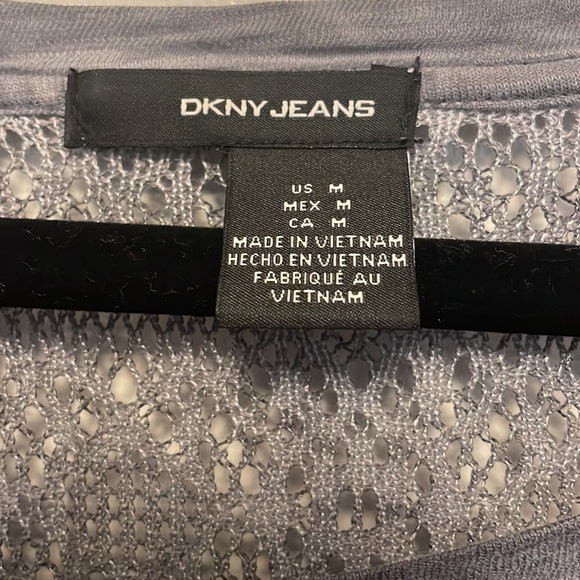 DKNY JEANS
US M
MEX M
CA M
MADE IN VIETNAM
HECHO EN VIETNAM
FABRIQUÉ AU
VIETNAM